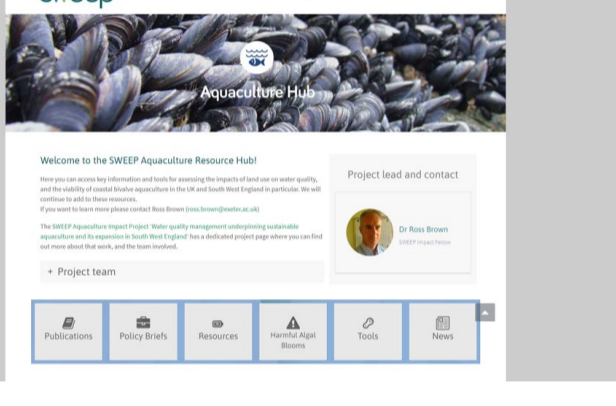 sweep
Aquaculture Hub
Welcome to the SWEEP Aquaculture Resource Hub!
Here you can access key information and tools for assessing the impacts of land use on water quality,
and the viability of coastal bivalve aquaculture in the UK and South West England in particular. We will
continue to add to these resources.
If you want to learn more please contact Ross Brown (ross.brown@exeter.ac.uk)
The SWEEP Aquaculture Impact Project 'Water quality management underpinning sustainable
aquaculture and its expansion in South West England' has a dedicated project page where you can find
out more about that work, and the team involved.
+ Project team
Project lead and contact
Dr Ross Brown
SWEEP Impact Fellow
Publications
Policy Briefs
Resources
Harmful Algal
Blooms
Tools
News